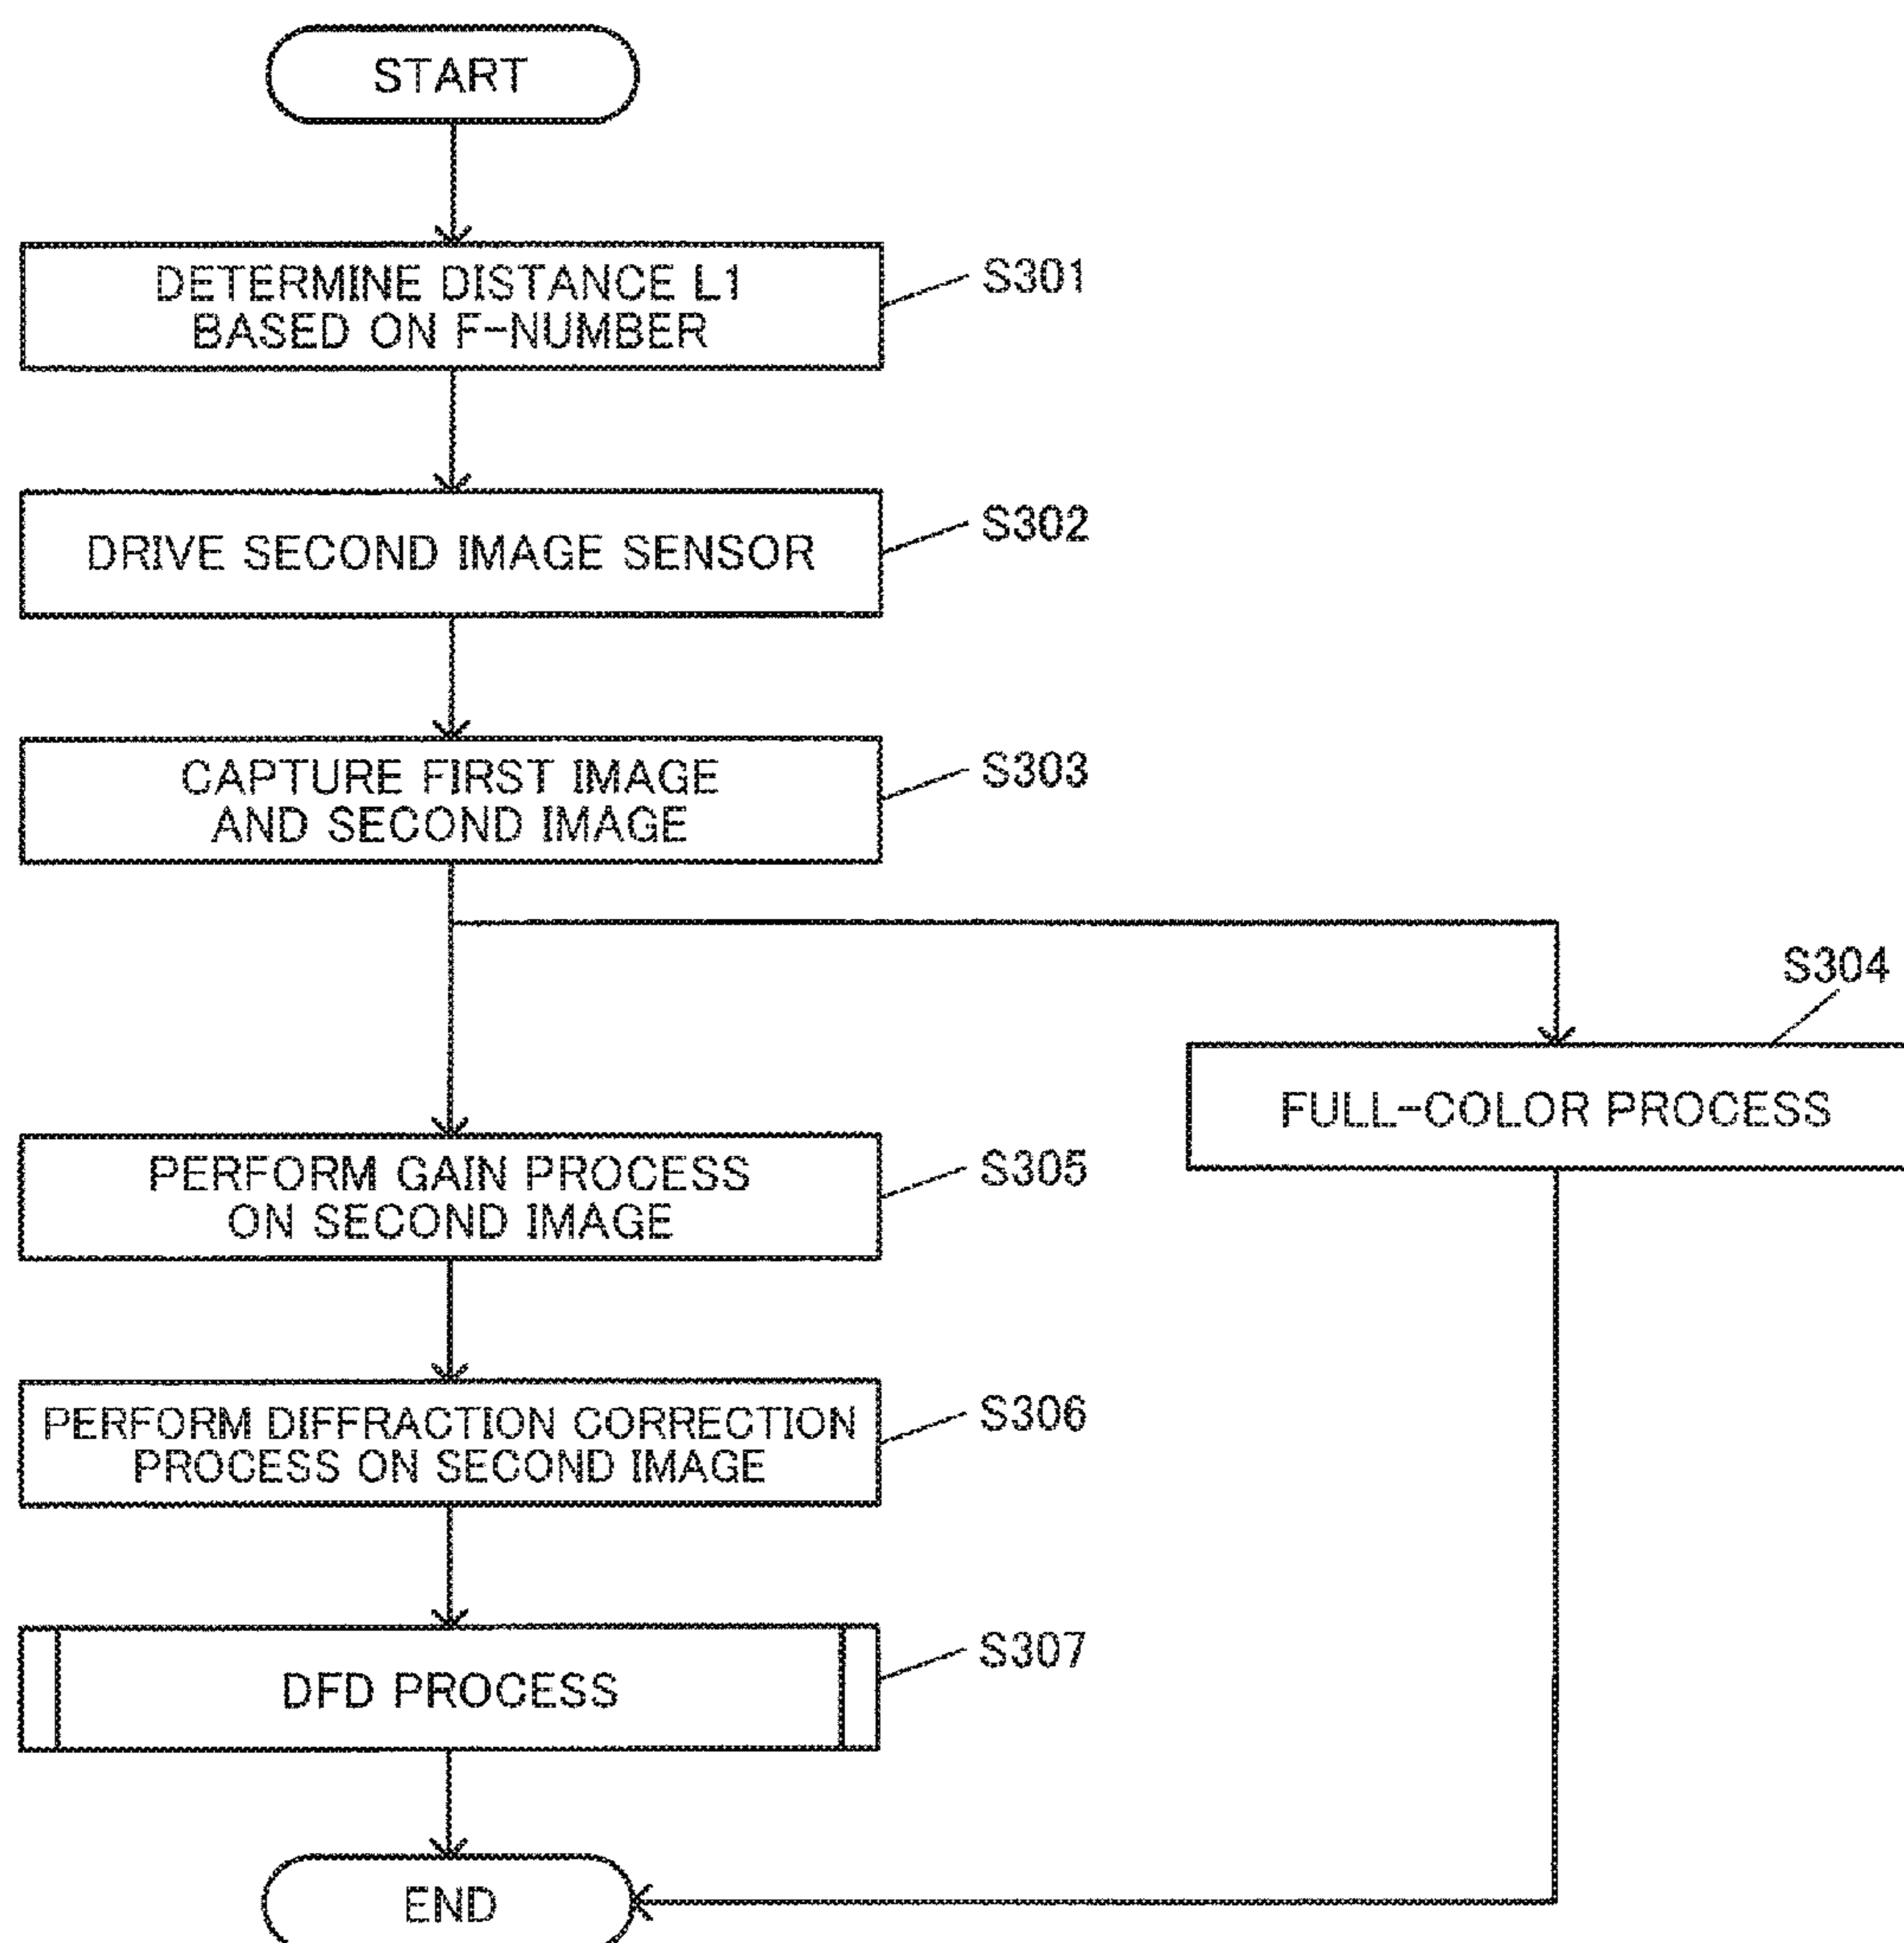 START
DETERMINE DISTANCE L1
BASED ON F-NUMBER
S301
DRIVE SECOND IMAGE SENSOR
S302
CAPTURE FIRST IMAGE
AND SECOND IMAGE
S303
S304
FULL-COLOR PROCESS
PERFORM GAIN PROCESS
ON SECOND IMAGE
S305
PERFORM DIFFRACTION CORRECTION
PROCESS ON SECOND IMAGE
S306
DFD PROCESS
S307
END